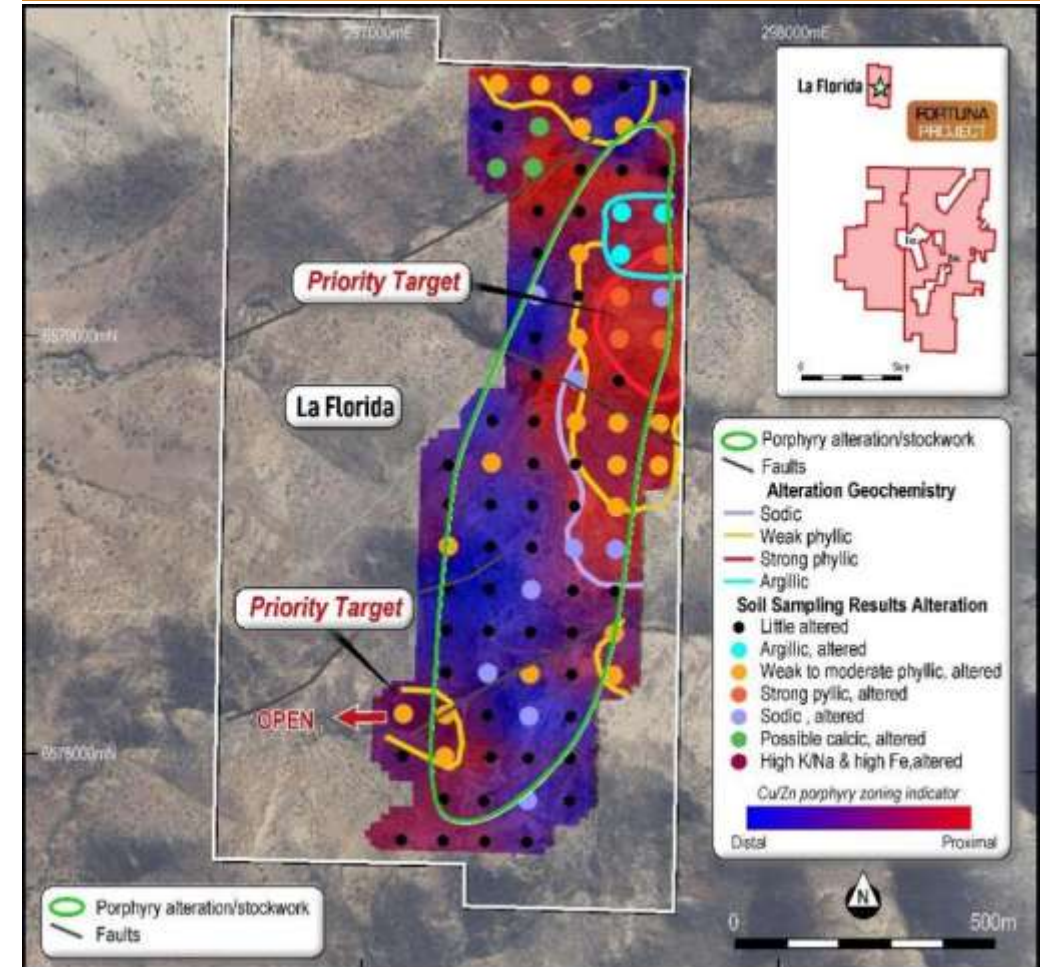 297000mE
298000mE
La Florida
FORTUNA
PROJECT
0
Priority Target
La Florida
Priority Target
OPEN
Porphyry alteration/stockwork
Faults
Alteration Geochemistry
Sodic
Weak phyllic
Strong phyllic
Argillic
Soil Sampling Results Alteration
Little altered
Argillic, altered
Weak to moderate phyllic, altered
Strong pyllic, altered
Sodic , altered
Possible calcic, altered
High K/Na & high Fe,altered
Cu/Zn porphyry zoning indicator
Distal Proximal
Porphyry alteration/stockwork
Faults
N
0 500m